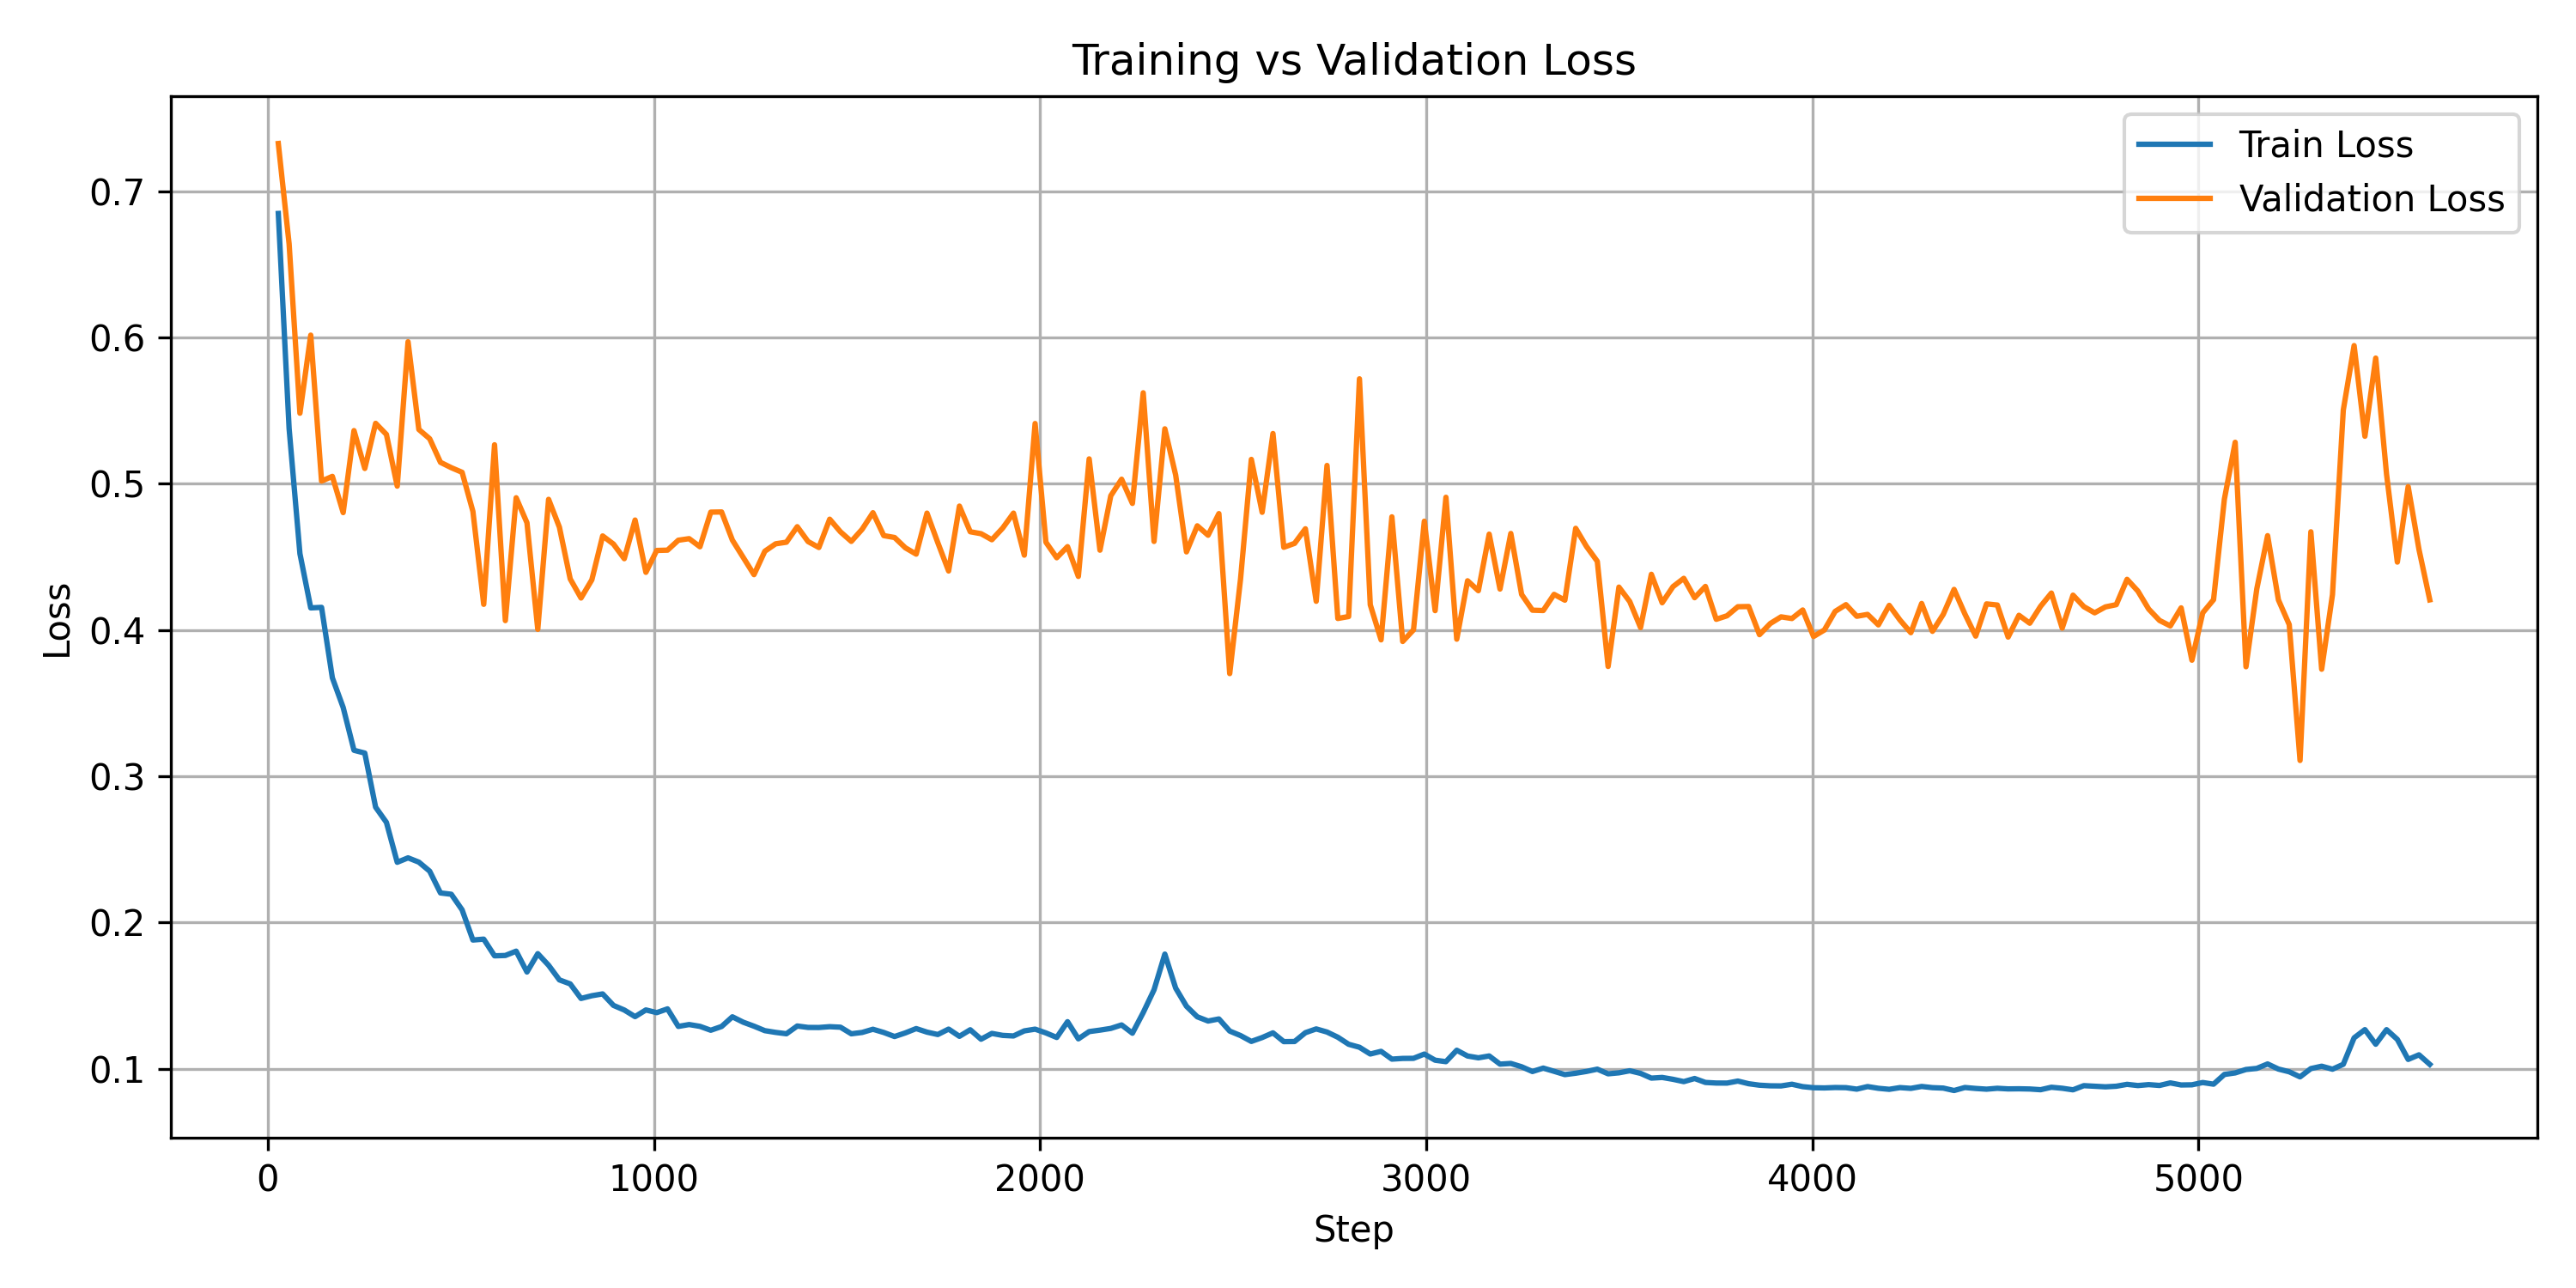 Training vs Validation Loss
Train Loss
Validation Loss
0.7
0.6
0.5
0.4
0.3
0.2
0.1
Loss
0 1000 2000 3000 4000 5000
Step